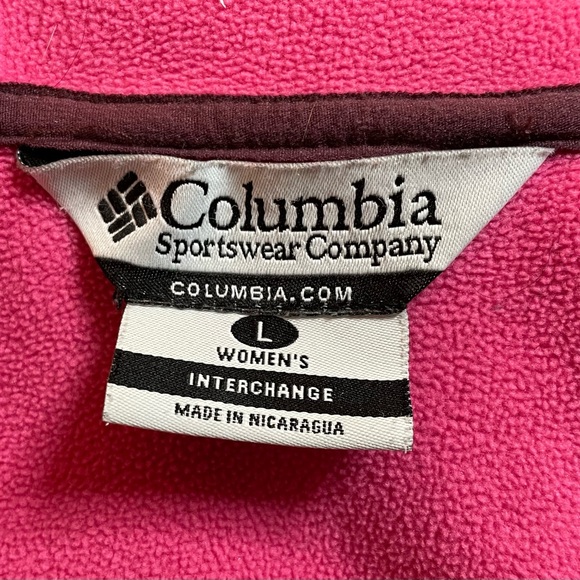 Columbia
Sportswear Company
COLUMBIA.COM
L
WOMEN'S
INTERCHANGE
MADE IN NICARAGUA